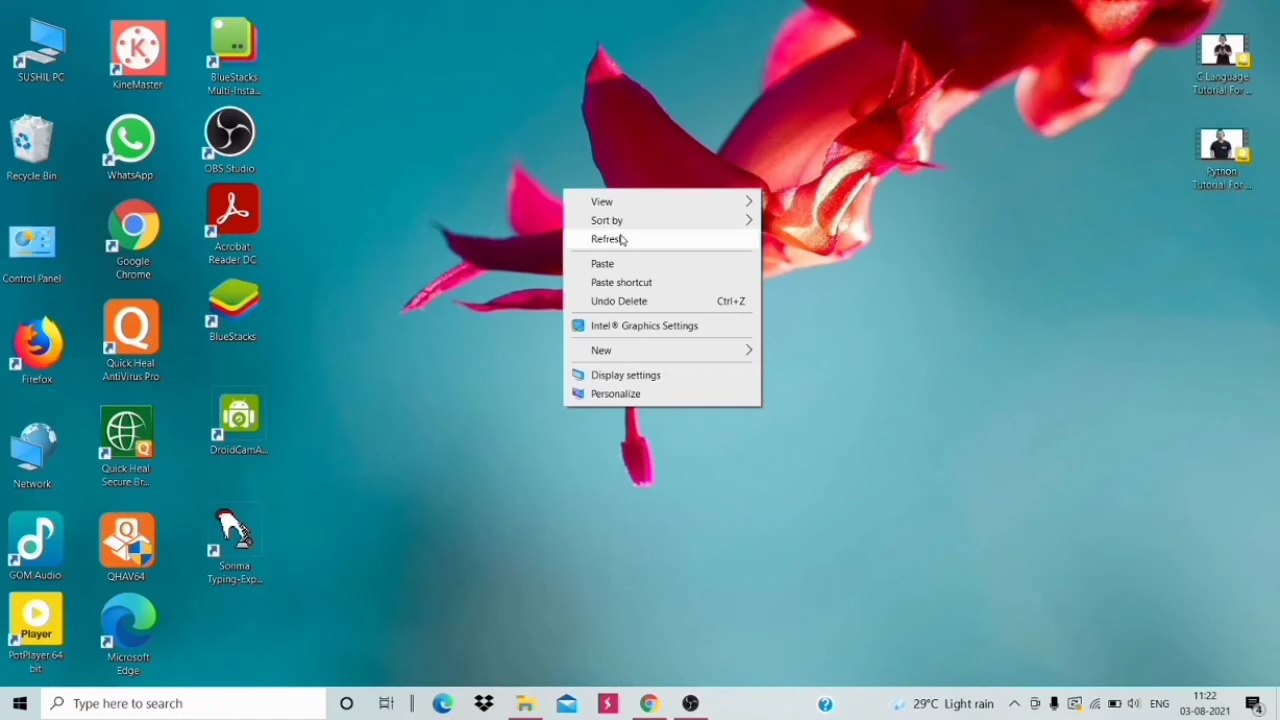 SUSHIL PC
KineMaster
BlueStacks
Multi-Insta...
Recycle Bin
WhatsApp
OBS Studio
Control Panel
Google
Chrome
Acrobat
Reader DC
Firefox
Quick Heal
AntiVirus Pro
BlueStacks
Network
Quick Heal
Secure Br...
DroidCamA...
GOM Audio
QHAV64
Sonma
Typing-Exp...
Player
PotPlayer 64
bit
Microsoft
Edge
C Language
Tutorial For ...
Python
Tutorial For ...
View
Sort by
Refresh
Paste
Paste shortcut
Undo Delete Ctrl+Z
Intel® Graphics Settings
New
Display settings
Personalize
Type here to search
29°C Light rain
ENG
11:22
03-08-2021
4